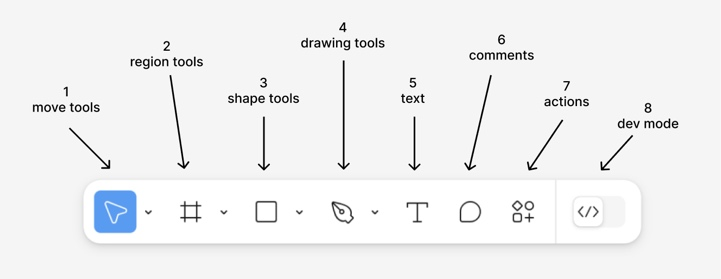 1
move tools
2
region tools
3
shape tools
4
drawing tools
5
text
6
comments
7
actions
8
dev mode
T
</>